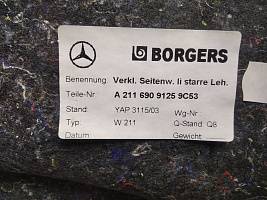 BORGERS
Benennung: Verkl. Seitenw. li starre Leh.
Teile-Nr A 211 690 9125 9C53
Stand: YAP 3115/03 Wg-Nr
Typ: W 211 Q-Stand: Q8
Datum: Gewicht: